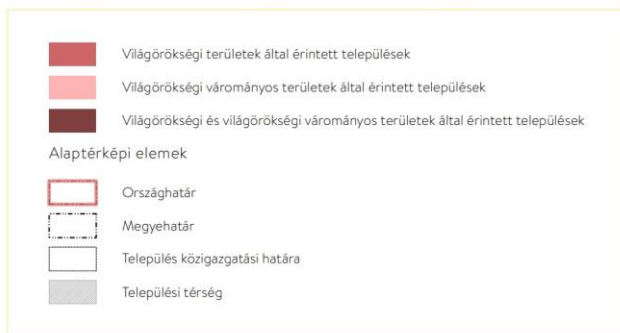 Világörökségi területek által érintett települések
Világörökségi várományos területek által érintett települések
Világörökségi és világörökségi várományos területek által érintett települések
Alaptérképi elemek
Országhatár
Megyehatár
Település közigazgatási határa
Települési térség